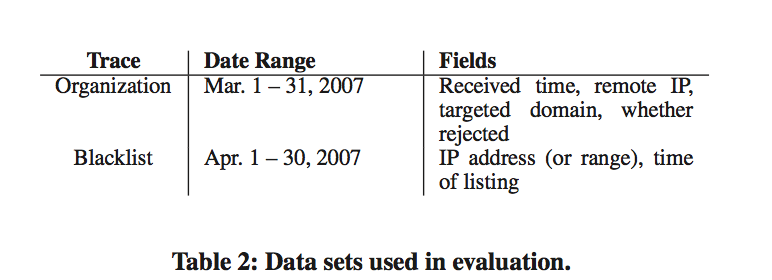 Trace Date Range Fields
Organization Mar. 1 – 31, 2007 Received time, remote IP,
targeted domain, whether
rejected
Blacklist Apr. 1 – 30, 2007 IP address (or range), time
of listing
Table 2: Data sets used in evaluation.